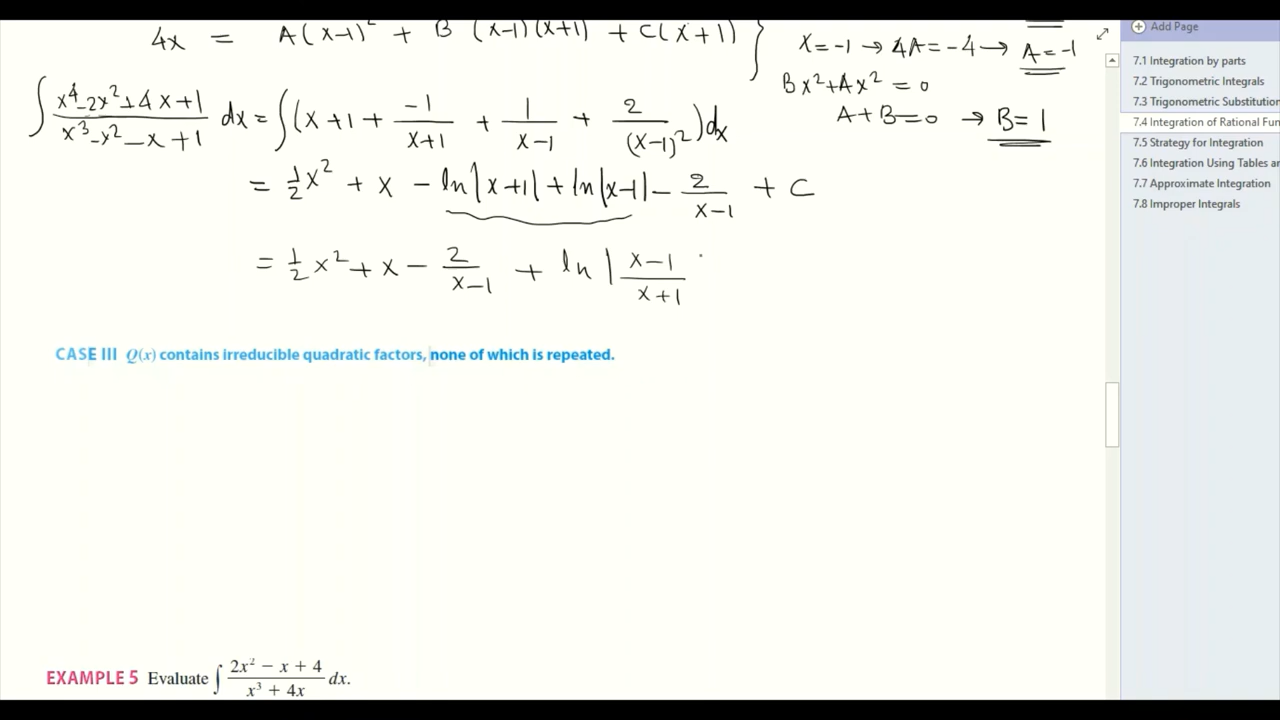 4x = A(x-1)² + B (x-1)(x+1) + C(x+1) }
x=-1 → 4A=-4 → A=-1
Bx²+Ax²=0
A+B=0 → B=1
∫ x⁴-2x²+4x+1 / x³-x²-x+1 dx = ∫(x+1+ -1/x+1 + 1/x-1 + 2/(x-1)²)dx
= ½x² + x - ln|x+1| + ln|x-1| - 2/x-1 + C
= ½x² + x - 2/x-1 + ln | x-1/x+1
CASE III Q(x) contains irreducible quadratic factors, none of which is repeated.
EXAMPLE 5 Evaluate ∫ 2x² − x + 4 / x³ + 4x dx.
Add Page
7.1 Integration by parts
7.2 Trigonometric Integrals
7.3 Trigonometric Substitution
7.4 Integration of Rational Fun
7.5 Strategy for Integration
7.6 Integration Using Tables an
7.7 Approximate Integration
7.8 Improper Integrals